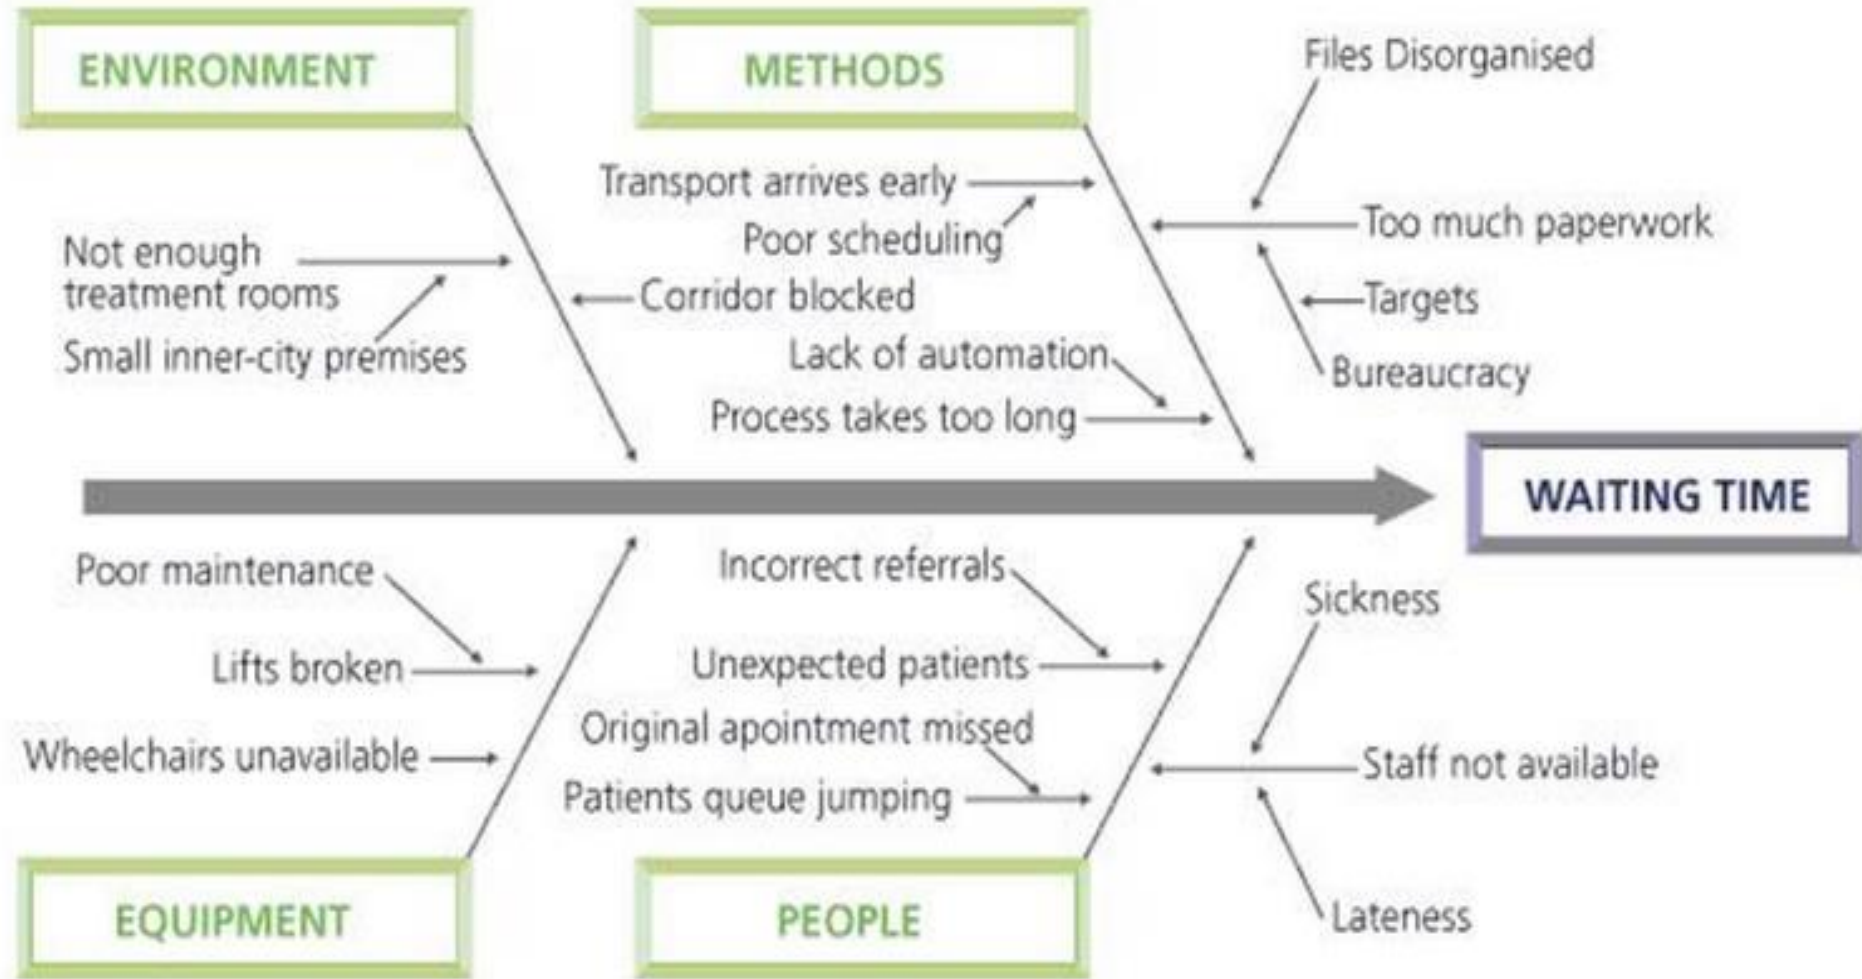 ENVIRONMENT
METHODS
Files Disorganised
Transport arrives early
Poor scheduling
Too much paperwork
Not enough
treatment rooms
Small inner-city premises
Corridor blocked
Targets
Lack of automation
Bureaucracy
Process takes too long
WAITING TIME
Poor maintenance
Incorrect referrals
Sickness
Lifts broken
Unexpected patients
Original apointment missed
Wheelchairs unavailable
Staff not available
Patients queue jumping
Lateness
EQUIPMENT
PEOPLE